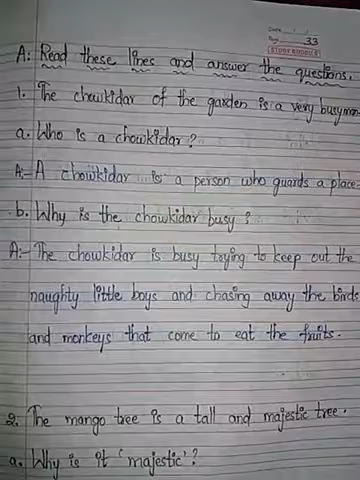 Date
Page 33
A: Read these lines and answer the questions.
1. The chowkidar of the garden is a very busy man.
a. Who is a chowkidar?
A:- A chowkidar is a person who guards a place.
b. Why is the chowkidar busy?
A:- The chowkidar is busy trying to keep out the
naughty little boys and chasing away the birds
and monkeys that come to eat the fruits.
2. The mango tree is a tall and majestic tree.
a. Why is it 'majestic'?